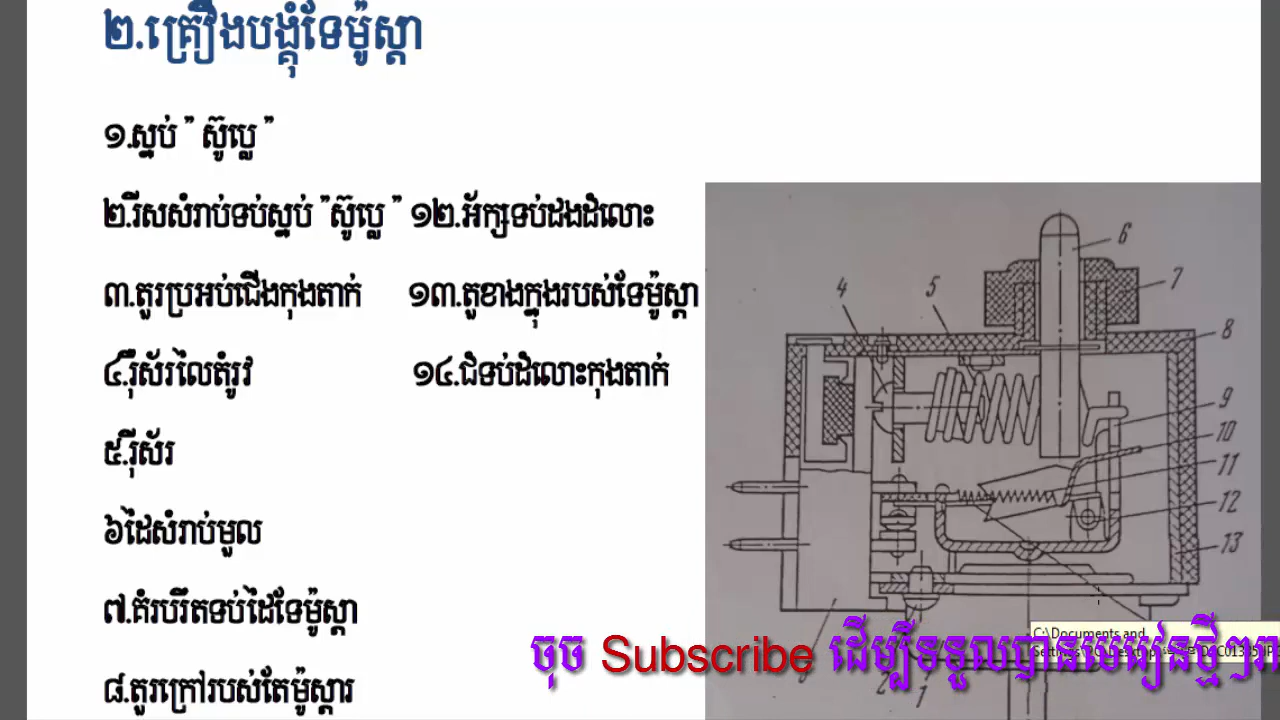 ២.គ្រឿងបង្គុំទែម៉ូស្តា
១.ស្នប់ ” ស៊ូប្លេ ”
២.រីសសំរាប់ទប់ស្នប់ ”ស៊ូប្លេ ” ១២.អ័ក្សទប់ដងដំលោះ
៣.តួរប្រអប់ជើងកុងតាក់ ១៣.តួខាងក្នុងរបស់ទែម៉ូស្តា
៤.រ៉ឺស័រលៃតំរូវ ១៤.ជិទប់ដំលោះកុងតាក់
៥.រ៉ឺស័រ
៦ដៃសំរាប់មួល
៧.គំរបរឹតទប់ដៃទែម៉ូស្តា
៨.តួរក្រៅរបស់តែម៉ូស្តារ
6
7
4
5
8
9
10
11
12
13
2
1
C:\Documents and
ចុច Subscribe ដើម្បីទទួលបានមេរៀនថ្មីៗ